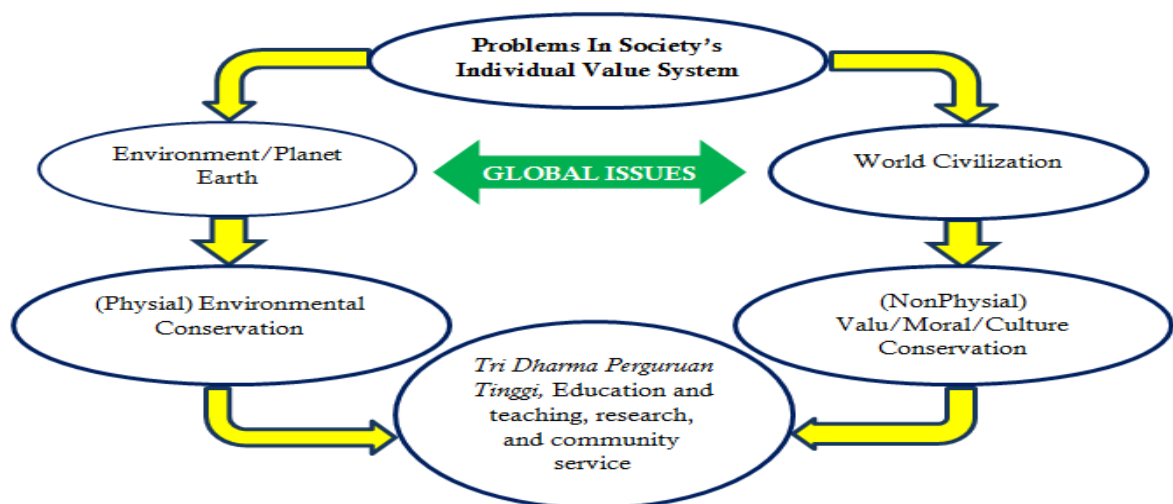 Problems In Society's
Individual Value System
Environment/Planet
Earth
GLOBAL ISSUES
World Civilization
(Physial) Environmental
Conservation
(NonPhysial)
Valu/Moral/Culture
Conservation
Tri Dharma Perguruan
Tinggi, Education and
teaching, research,
and community
service